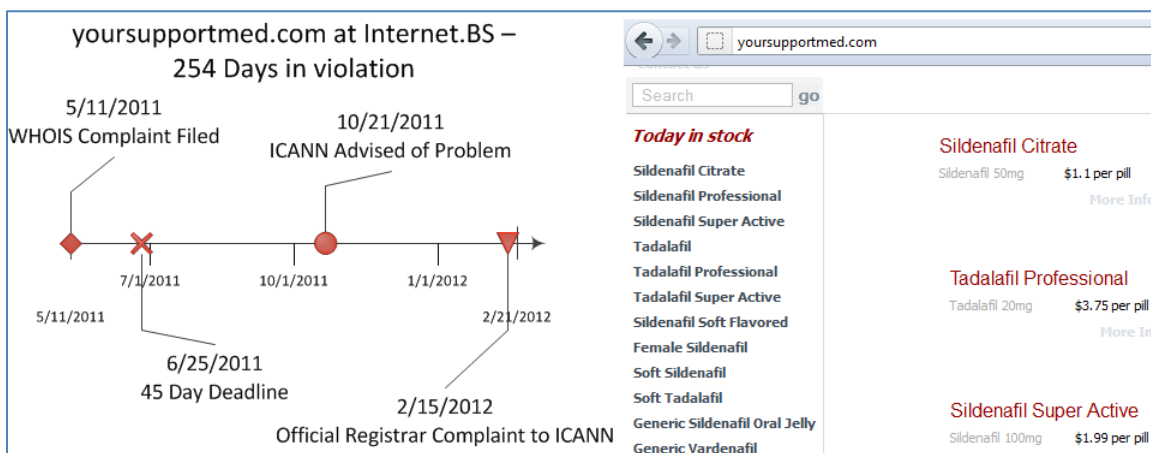 yoursupportmed.com at Internet.BS –
254 Days in violation
5/11/2011
WHOIS Complaint Filed
10/21/2011
ICANN Advised of Problem
7/1/2011
10/1/2011
1/1/2012
5/11/2011
2/21/2012
6/25/2011
45 Day Deadline
2/15/2012
Official Registrar Complaint to ICANN
yoursupportmed.com
Contact us
Search
go
Today in stock
Sildenafil Citrate
Sildenafil Professional
Sildenafil Super Active
Tadalafil
Tadalafil Professional
Tadalafil Super Active
Sildenafil Soft Flavored
Female Sildenafil
Soft Sildenafil
Soft Tadalafil
Generic Sildenafil Oral Jelly
Generic Vardenafil
Sildenafil Citrate
Sildenafil 50mg $1.1 per pill
More Info
Tadalafil Professional
Tadalafil 20mg $3.75 per pill
More In
Sildenafil Super Active
Sildenafil 100mg $1.99 per pill